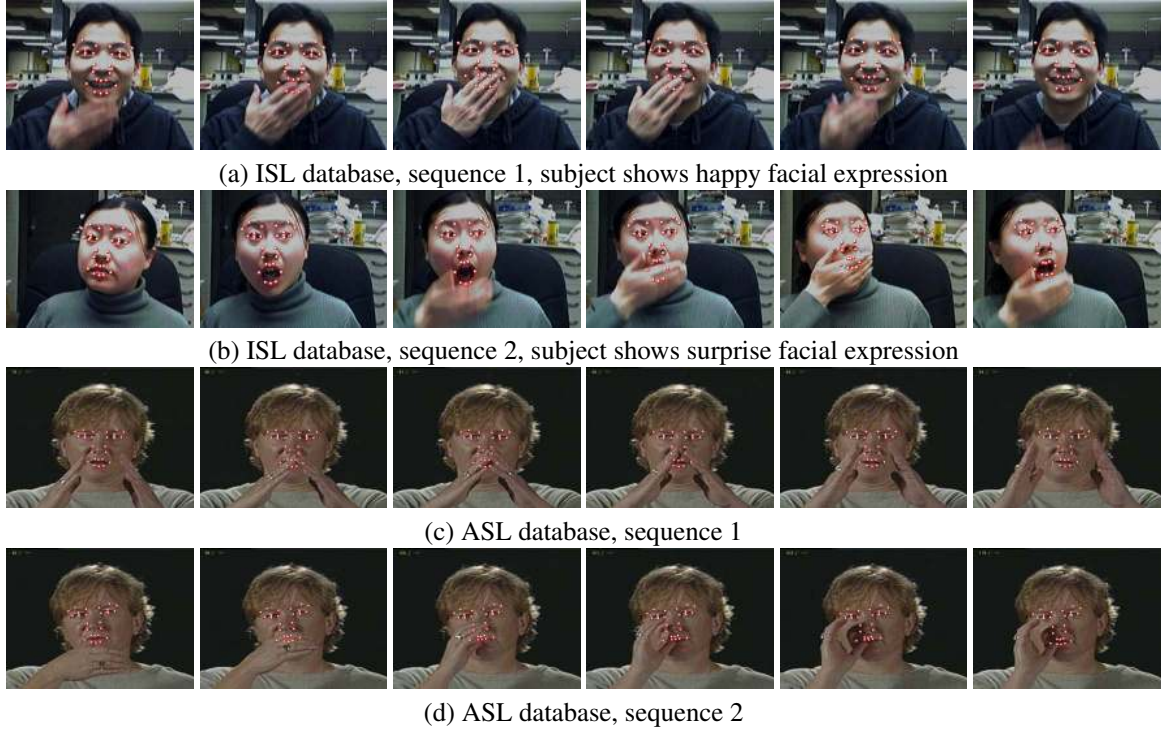 (a) ISL database, sequence 1, subject shows happy facial expression
(b) ISL database, sequence 2, subject shows surprise facial expression
(c) ASL database, sequence 1
(d) ASL database, sequence 2